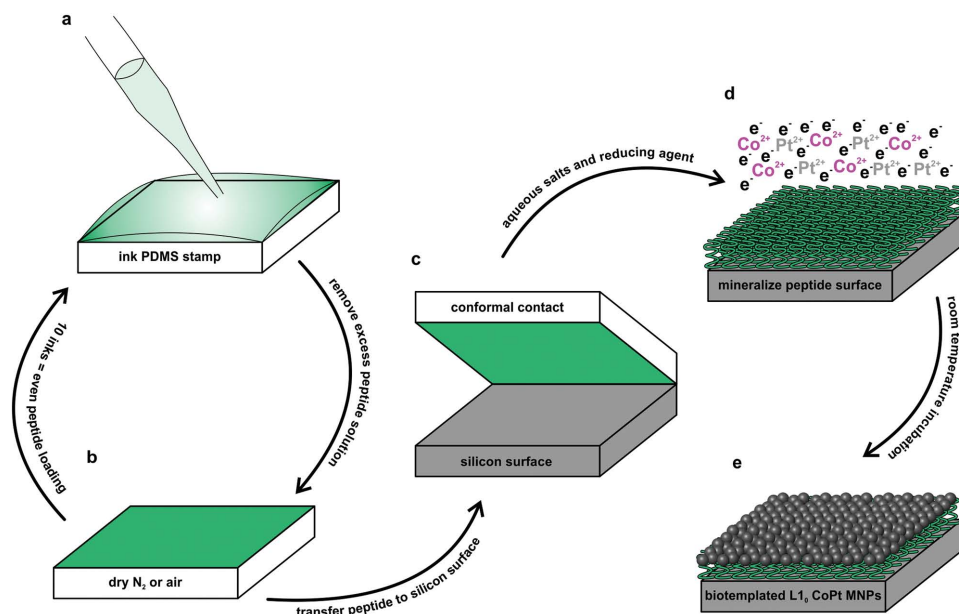 a
ink PDMS stamp
remove excess peptide solution
10 inks = even peptide loading
b
dry N₂ or air
transfer peptide to silicon surface
c
conformal contact
silicon surface
aqueous salts and reducing agent
d
e⁻ e⁻ e⁻ e⁻ e⁻ e⁻ e⁻
Co²⁺ Pt²⁺ Co²⁺ Pt²⁺ Co²⁺
e⁻ e⁻ e⁻ e⁻ e⁻
Co²⁺ e⁻ Pt²⁺ e⁻ Co²⁺ e⁻ Pt²⁺ e⁻ Pt²⁺ e⁻
e⁻
mineralize peptide surface
room temperature incubation
e
biotemplated L1₀ CoPt MNPs